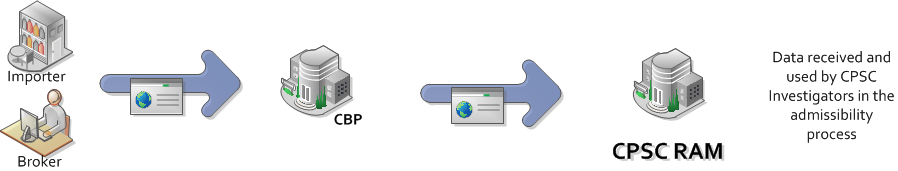 Importer
Broker
CBP
CPSC RAM
Data received and
used by CPSC
Investigators in the
admissibility
process